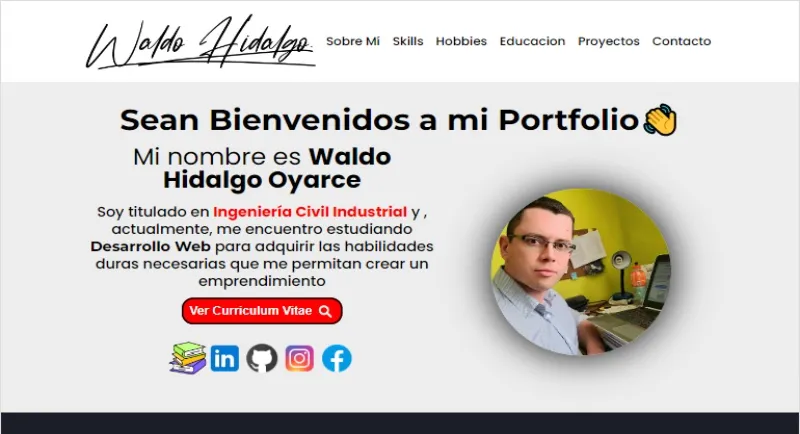 Waldo Hidalgo.
Sobre Mi Skills Hobbies Educacion Proyectos Contacto
Sean Bienvenidos a mi Portfolio👋
Mi nombre es Waldo
Hidalgo Oyarce
Soy titulado en Ingeniería Civil Industrial y ,
actualmente, me encuentro estudiando
Desarrollo Web para adquirir las habilidades
duras necesarias que me permitan crear un
emprendimiento
Ver Curriculum Vitae
in